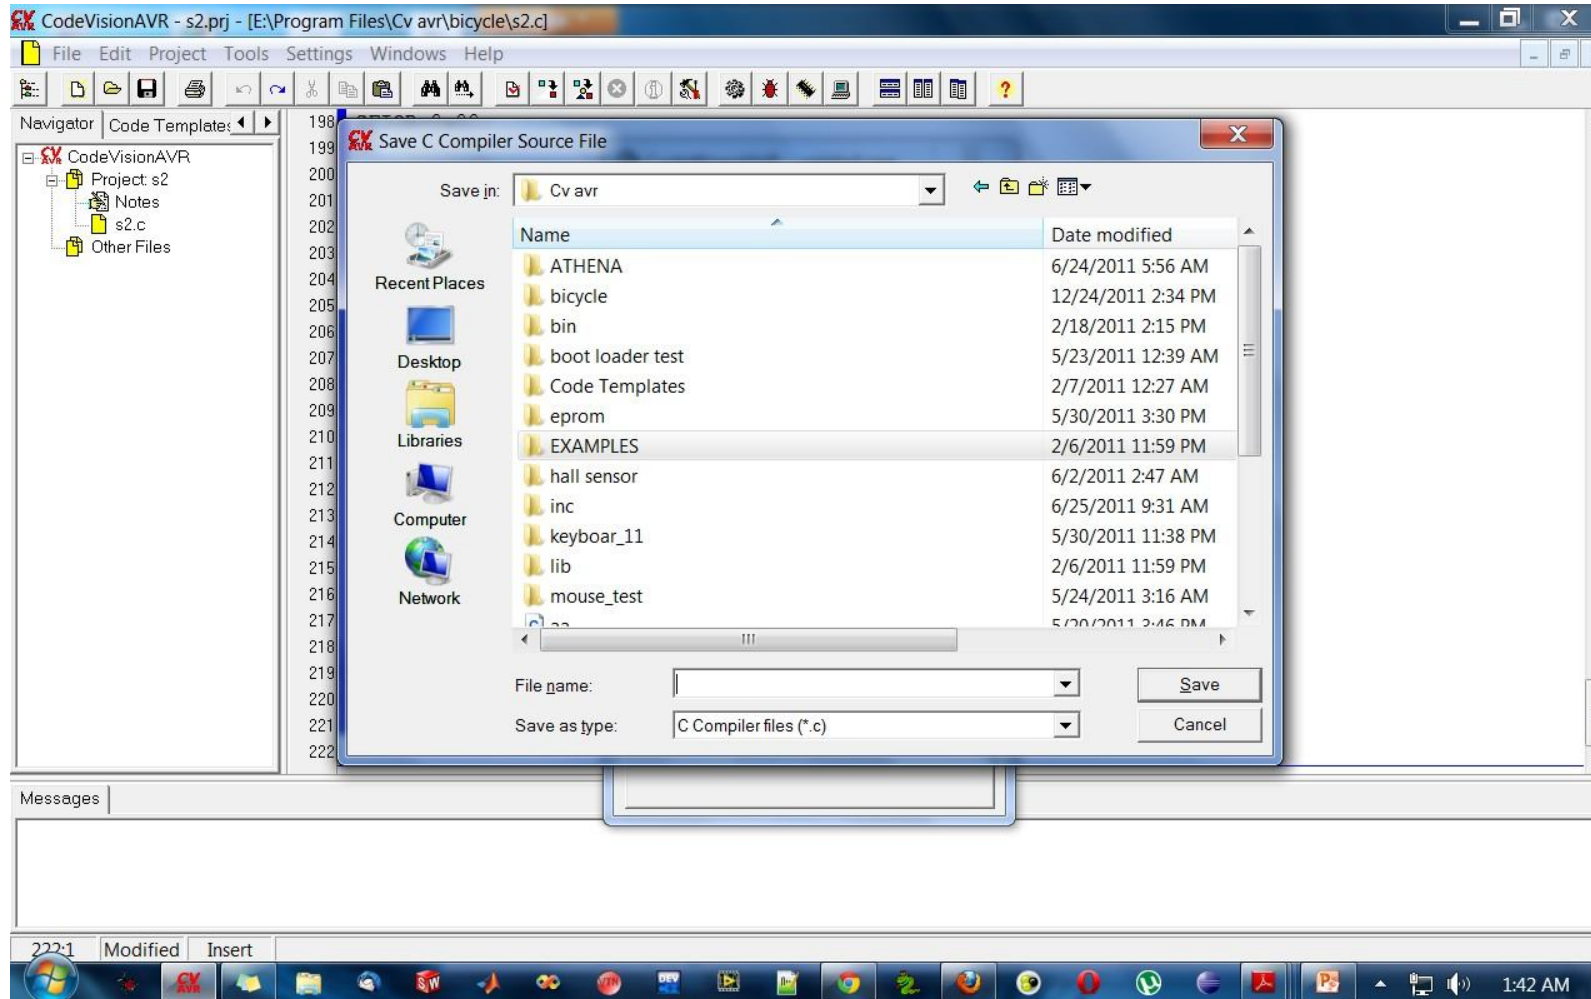 CodeVisionAVR - s2.prj - [E:\Program Files\Cv avr\bicycle\s2.c]
File Edit Project Tools Settings Windows Help
Navigator Code Templates
CodeVisionAVR
Project: s2
Notes
s2.c
Other Files
198
199
200
201
202
203
204
205
206
207
208
209
210
211
212
213
214
215
216
217
218
219
220
221
222
Save C Compiler Source File
Save in: Cv avr
Recent Places
Desktop
Libraries
Computer
Network
Name Date modified
ATHENA 6/24/2011 5:56 AM
bicycle 12/24/2011 2:34 PM
bin 2/18/2011 2:15 PM
boot loader test 5/23/2011 12:39 AM
Code Templates 2/7/2011 12:27 AM
eprom 5/30/2011 3:30 PM
EXAMPLES 2/6/2011 11:59 PM
hall sensor 6/2/2011 2:47 AM
inc 6/25/2011 9:31 AM
keyboar_11 5/30/2011 11:38 PM
lib 2/6/2011 11:59 PM
mouse_test 5/24/2011 3:16 AM
File name: Save
Save as type: C Compiler files (*.c) Cancel
Messages
222:1 Modified Insert
1:42 AM